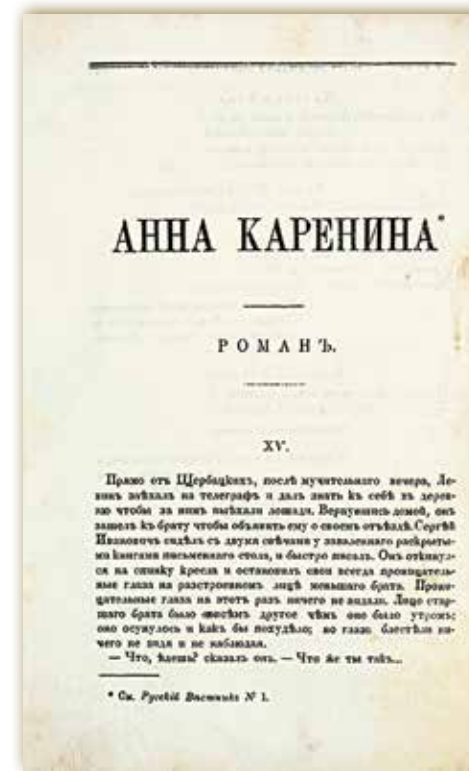 АННА КАРЕНИНА*
РОМАНЪ.
XV.
Прямо отъ Щербацкихъ, послѣ мучительнаго вечера, Ле-
винъ заѣхалъ на телеграфъ и далъ знать къ себѣ въ дерев-
ню чтобы за нимъ выѣхали лошади. Вернувшись домой, онъ
зашелъ къ брату чтобы объявить ему о своемъ отъѣздѣ. Сергѣй
Ивановичъ сидѣлъ съ двумя свѣчами у заваленнаго раскрыты-
ми книгами письменнаго стола, и быстро писалъ. Онъ откинул-
ся на спинку кресла и остановилъ свои всегда проницатель-
ные глаза на разстроенномъ лицѣ меньшаго брата. Прони-
цательные глаза на этотъ разъ ничего не видали. Лицо стар-
шаго брата было совсѣмъ другое чѣмъ оно было утромъ:
оно осунулось и какъ бы похудѣло; но глаза блестѣли ни-
чего не видя и не наблюдая.
— Что, ѣдешь? сказалъ онъ. — Что же ты такъ...
* См. Русскій Вѣстникъ № 1.